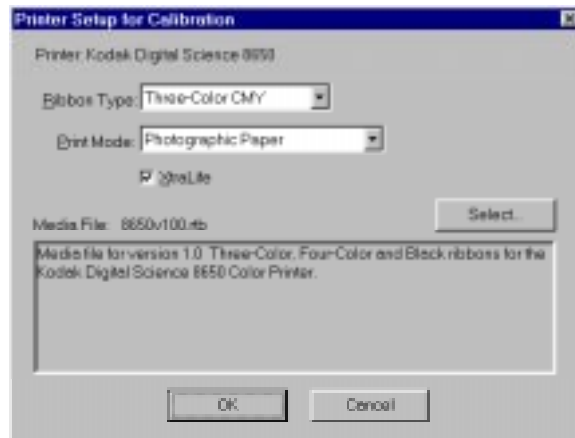 Printer Setup for Calibration
Printer: Kodak Digital Science 8650
Ribbon Type: Three-Color CMY
Print Mode: Photographic Paper
XtraLife
Media File: 8650v100.rtb
Select...
Media file for version 1.0 Three-Color, Four-Color and Black ribbons for the
Kodak Digital Science 8650 Color Printer.
OK
Cancel